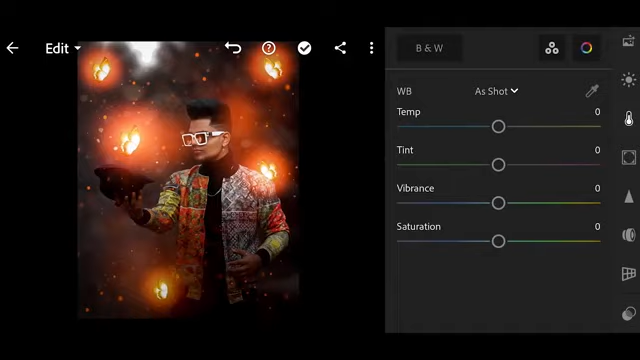 Edit
B & W
WB
As Shot
Temp
0
Tint
0
Vibrance
0
Saturation
0